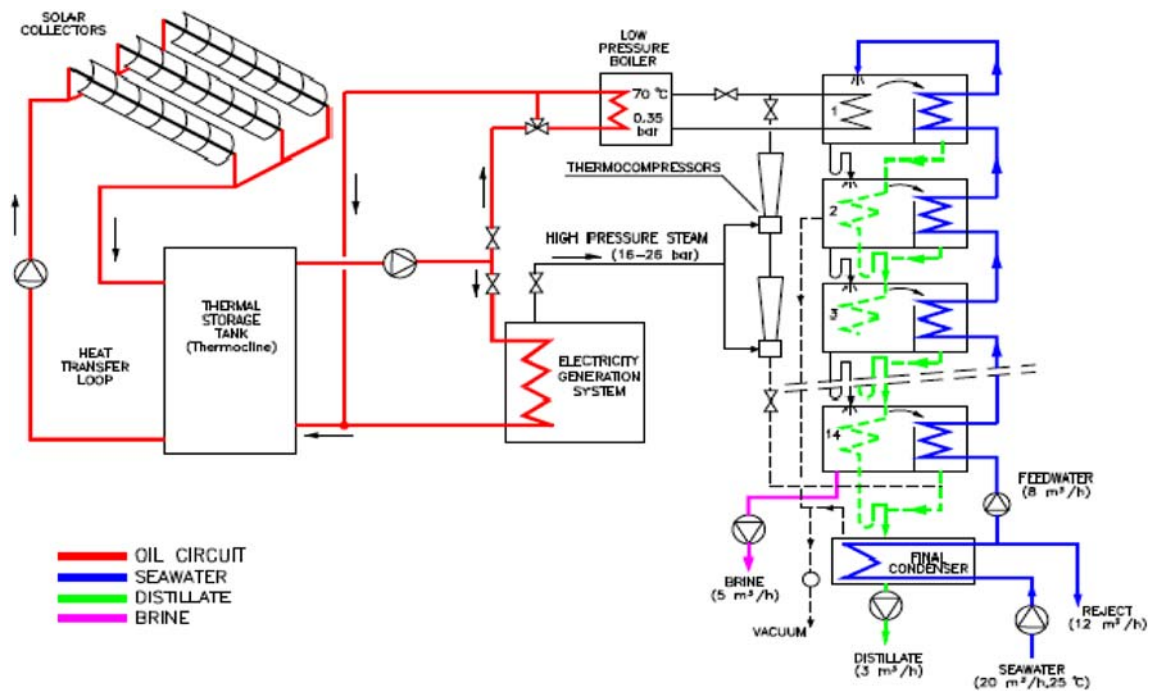 SOLAR
COLLECTORS
LOW
PRESSURE
BOILER
70 °C
0.35
bar
1
THERMOCOMPRESSORS
2
HIGH PRESSURE STEAM
(16-26 bar)
3
THERMAL
STORAGE
TANK
(Thermocline)
HEAT
TRANSFER
LOOP
ELECTRICITY
GENERATION
SYSTEM
14
FEEDWATER
(8 m³/h)
FINAL
CONDENSER
OIL CIRCUIT
SEAWATER
DISTILLATE
BRINE
BRINE
(5 m³/h)
VACUUM
DISTILLATE
(3 m³/h)
REJECT
(12 m³/h)
SEAWATER
(20 m³/h,25 °C)